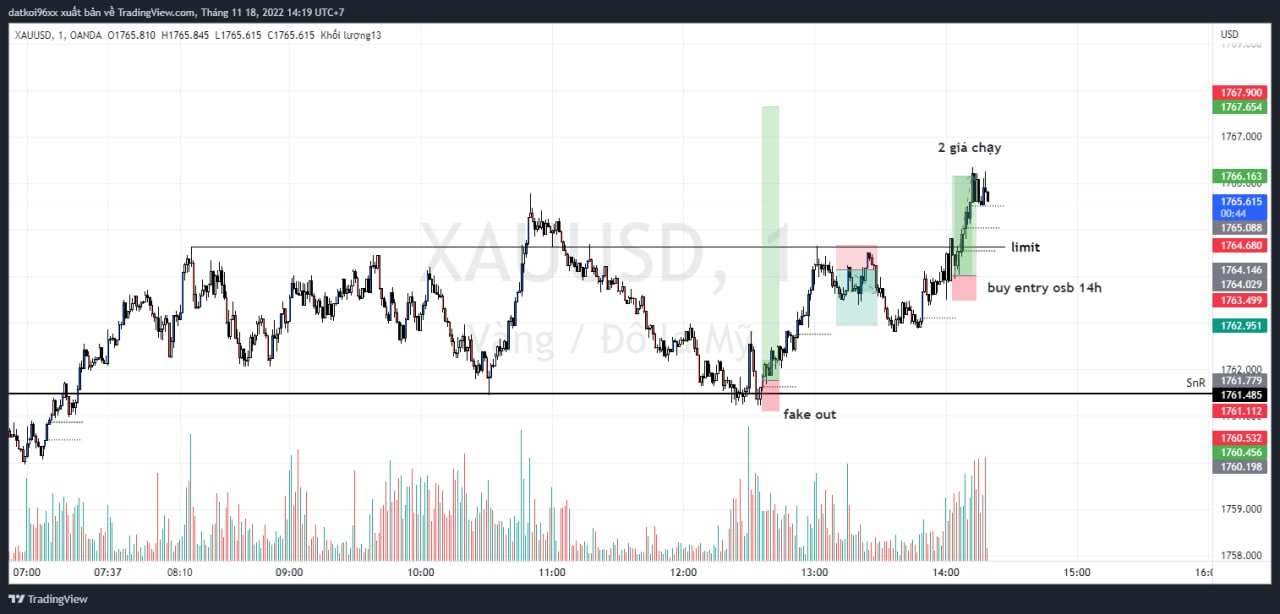 datkoi96xx xuất bản về TradingView.com, Tháng 11 18, 2022 14:19 UTC+7
XAUUSD, 1, OANDA O1765.810 H1765.845 L1765.615 C1765.615 Khối lượng13
USD
1767.900
1767.654
1767.000
2 giá chạy
1766.163
1765.615
00:44
1765.088
XAUUSD, 1
limit
1764.680
1764.146
1764.029
buy entry osb 14h
1763.499
1762.951
Vàng / Đô la Mỹ
1762.000
SnR
1761.779
1761.485
1761.112
fake out
1760.532
1760.456
1760.198
1759.000
1758.000
07:00 07:37 08:10 09:00 10:00 11:00 12:00 13:00 14:00 15:00
TradingView